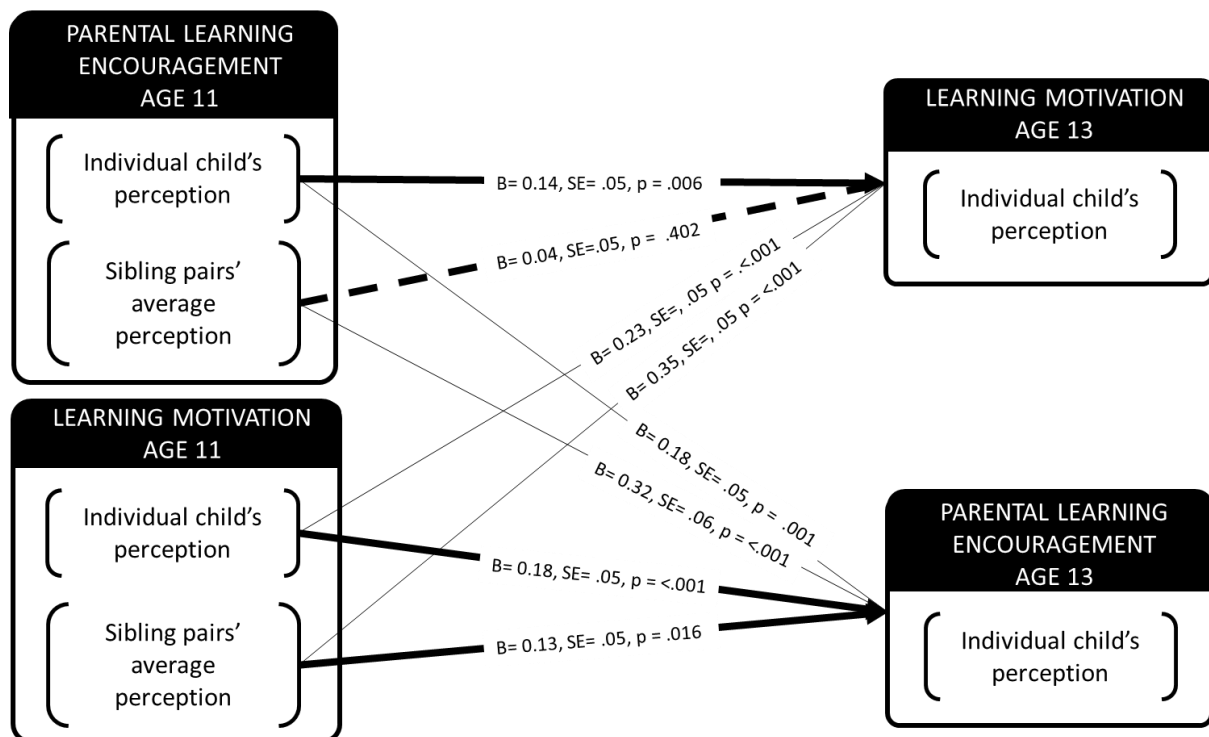 PARENTAL LEARNING
ENCOURAGEMENT
AGE 11
Individual child's
perception
Sibling pairs'
average
perception
LEARNING MOTIVATION
AGE 11
Individual child's
perception
Sibling pairs'
average
perception
B= 0.14, SE= .05, p = .006
B= 0.04, SE=.05, p = .402
B= 0.23, SE=, .05 p = .<.001
B= 0.35, SE=, .05 p = <.001
B= 0.18, SE= .05, p = .001
B= 0.32, SE= .06, p = <.001
B= 0.18, SE= .05, p = <.001
B= 0.13, SE= .05, p = .016
LEARNING MOTIVATION
AGE 13
Individual child's
perception
PARENTAL LEARNING
ENCOURAGEMENT
AGE 13
Individual child's
perception